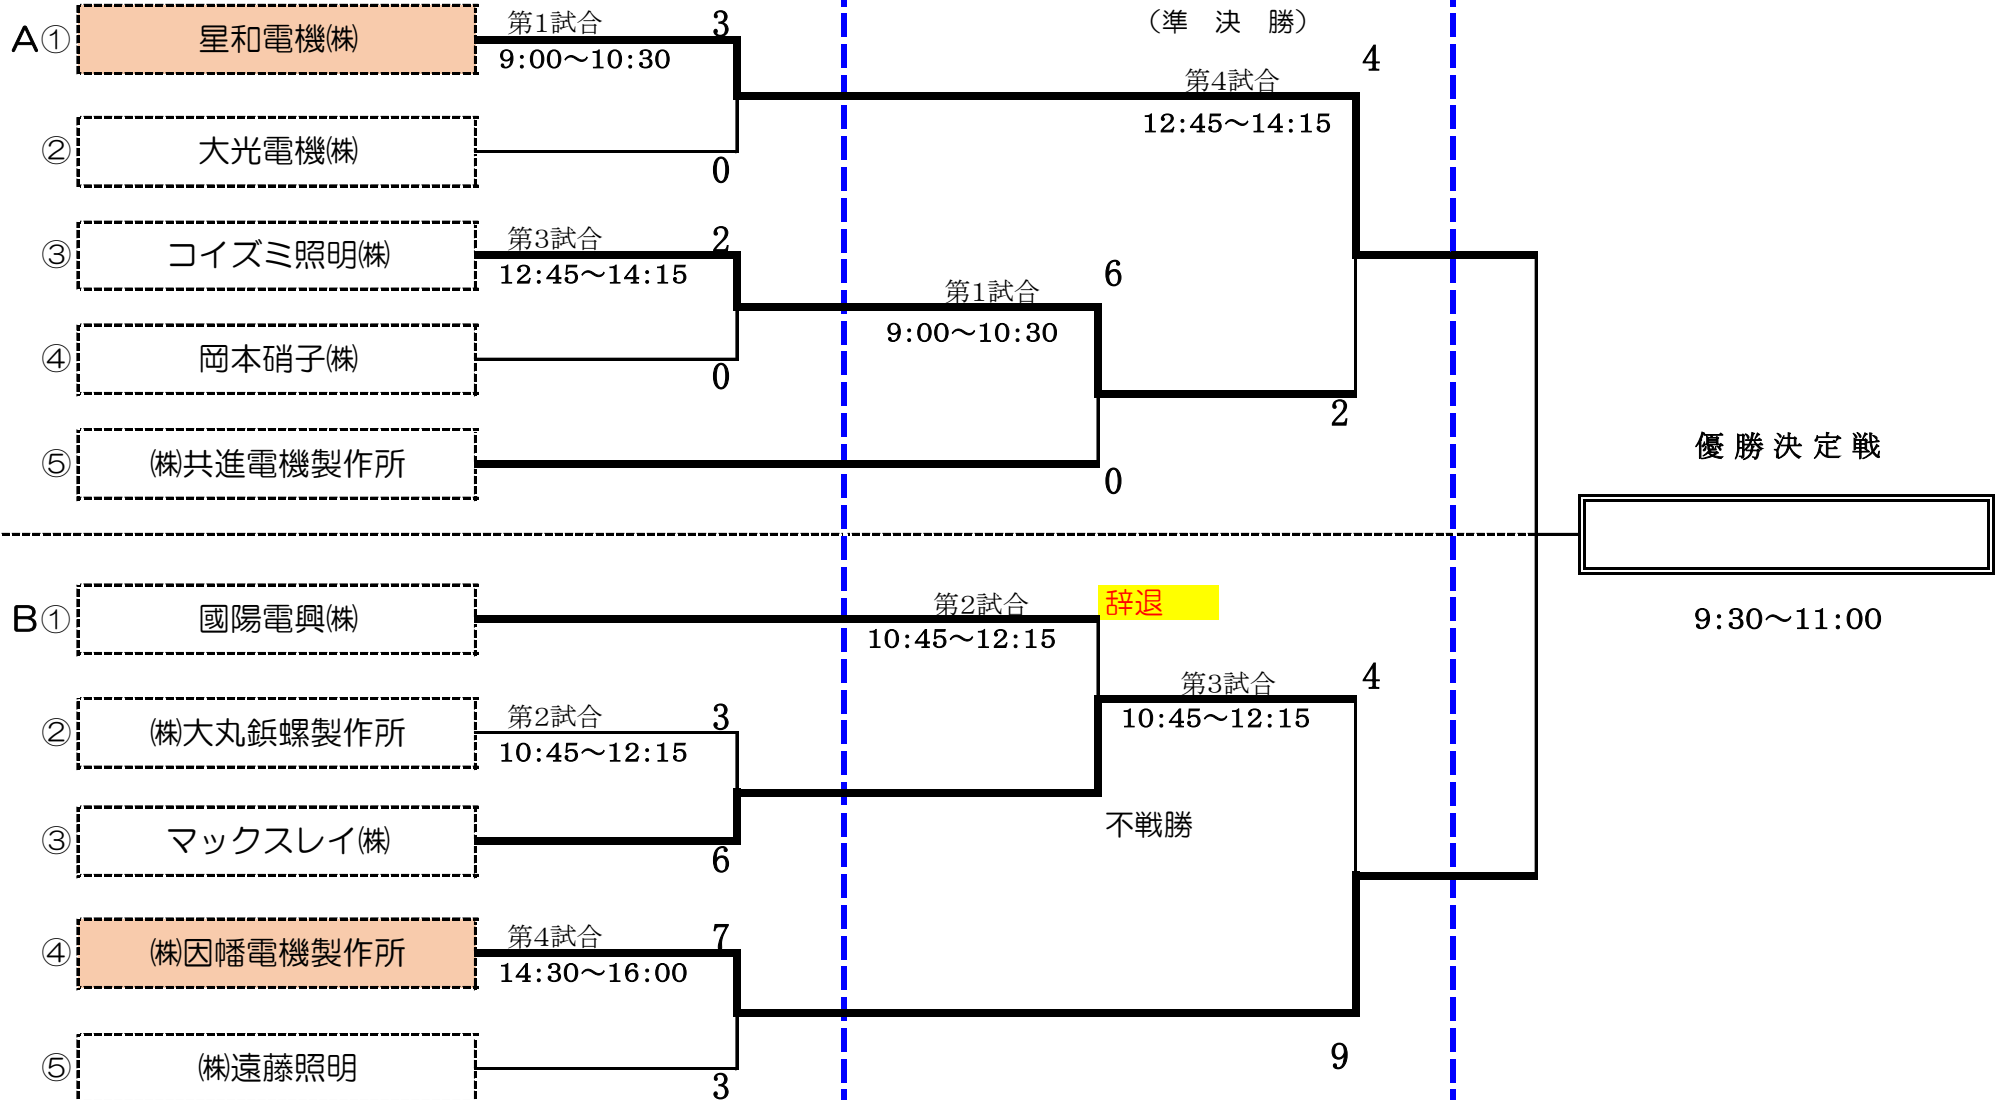 (準　決　勝)
A① 星和電機㈱ 第1試合 3
9:00～10:30
4
第4試合
12:45～14:15
② 大光電機㈱
0
③ コイズミ照明㈱ 第3試合 2
12:45～14:15
6
第1試合
9:00～10:30
④ 岡本硝子㈱
0
2
⑤ ㈱共進電機製作所
0
優勝決定戦
9:30～11:00
B① 國陽電興㈱
第2試合 辞退
10:45～12:15
4
第3試合
10:45～12:15
② ㈱大丸鋲螺製作所 第2試合 3
10:45～12:15
不戦勝
③ マックスレイ㈱
6
④ ㈱因幡電機製作所 第4試合 7
14:30～16:00
9
⑤ ㈱遠藤照明
3